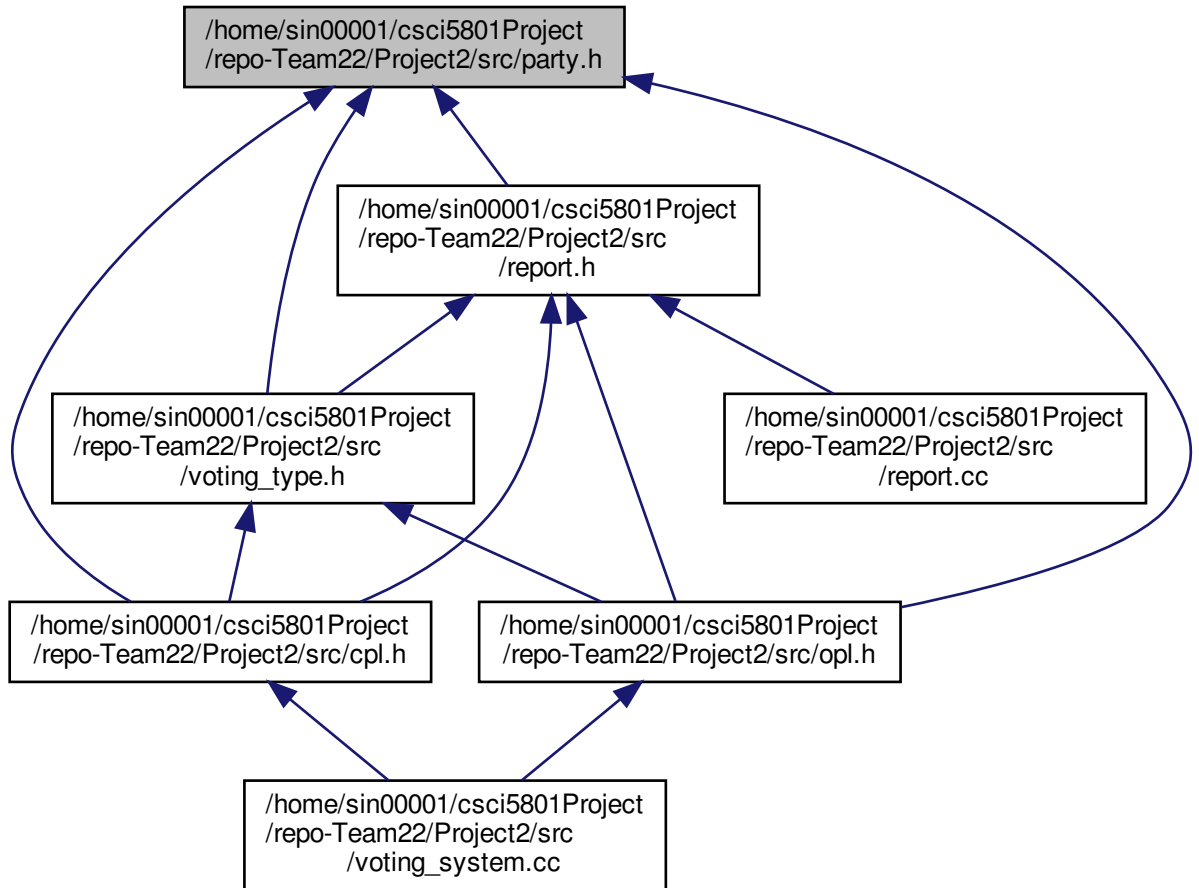 /home/sin00001/csci5801Project
/repo-Team22/Project2/src/party.h
/home/sin00001/csci5801Project
/repo-Team22/Project2/src
/report.h
/home/sin00001/csci5801Project
/repo-Team22/Project2/src
/voting_type.h
/home/sin00001/csci5801Project
/repo-Team22/Project2/src
/report.cc
/home/sin00001/csci5801Project
/repo-Team22/Project2/src/cpl.h
/home/sin00001/csci5801Project
/repo-Team22/Project2/src/opl.h
/home/sin00001/csci5801Project
/repo-Team22/Project2/src
/voting_system.cc